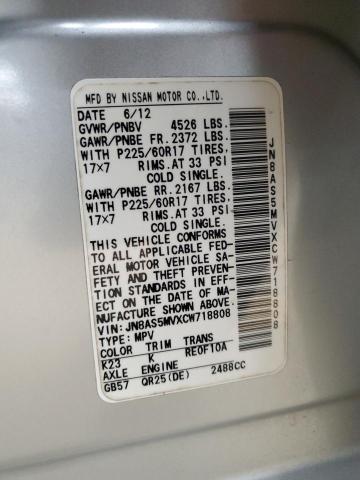 MFD BY NISSAN MOTOR CO.,LTD.
DATE 6/12
GVWR/PNBV 4526 LBS.
GAWR/PNBE FR. 2372 LBS.
WITH P225/60R17 TIRES,
17×7 RIMS.AT 33 PSI
COLD SINGLE.
GAWR/PNBE RR. 2167 LBS.
WITH P225/60R17 TIRES,
17×7 RIMS.AT 33 PSI
COLD SINGLE.
THIS VEHICLE CONFORMS
TO ALL APPLICABLE FED-
ERAL MOTOR VEHICLE SA-
FETY AND THEFT PREVEN-
TION STANDARDS IN EFF-
ECT ON THE DATE OF MA-
NUFACTURE SHOWN ABOVE.
VIN:JN8AS5MVXCW718808
TYPE: MPV
COLOR TRIM TRANS
K23 K RE0F10A
AXLE ENGINE
GB57 QR25(DE) 2488CC
JN8AS5MVXCW718808